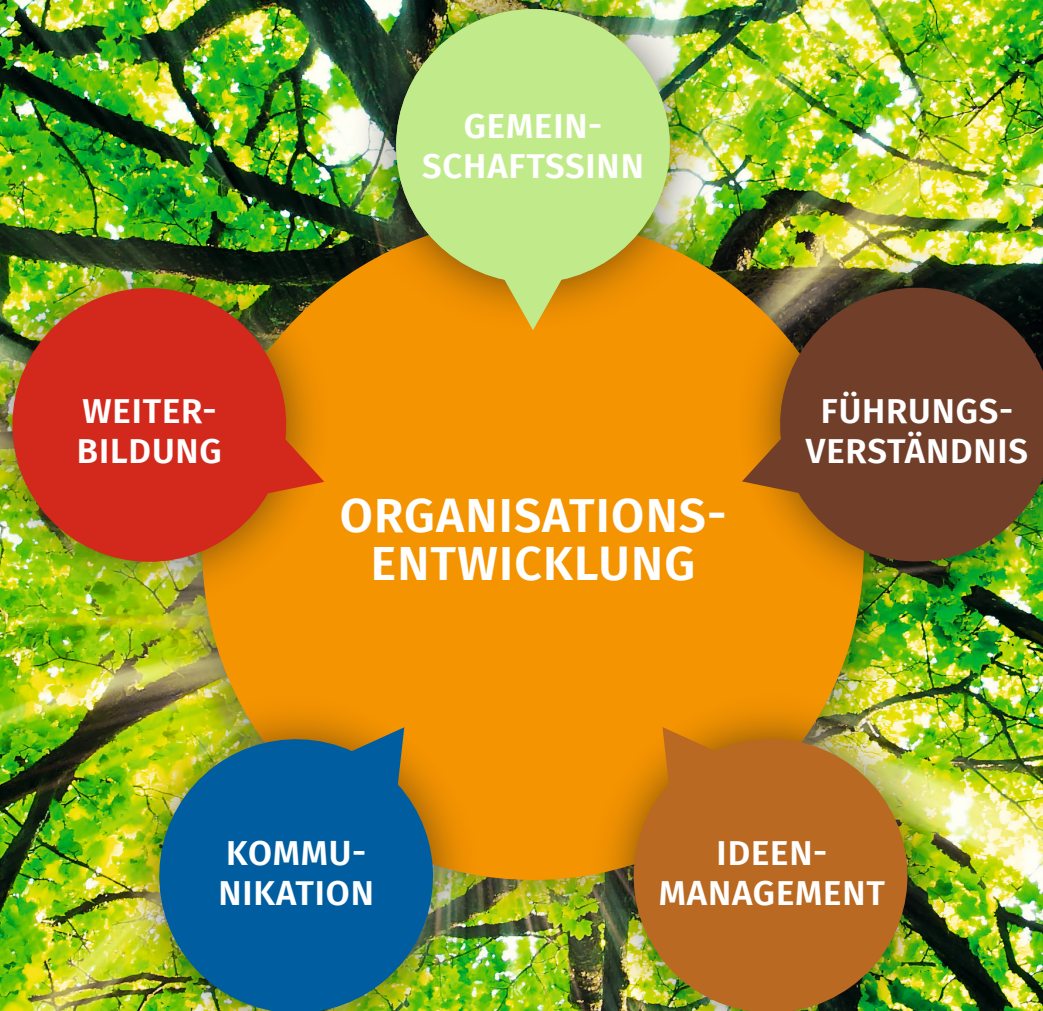 GEMEIN-
SCHAFTSSINN
WEITER-
BILDUNG
FÜHRUNGS-
VERSTÄNDNIS
ORGANISATIONS-
ENTWICKLUNG
KOMMU-
NIKATION
IDEEN-
MANAGEMENT